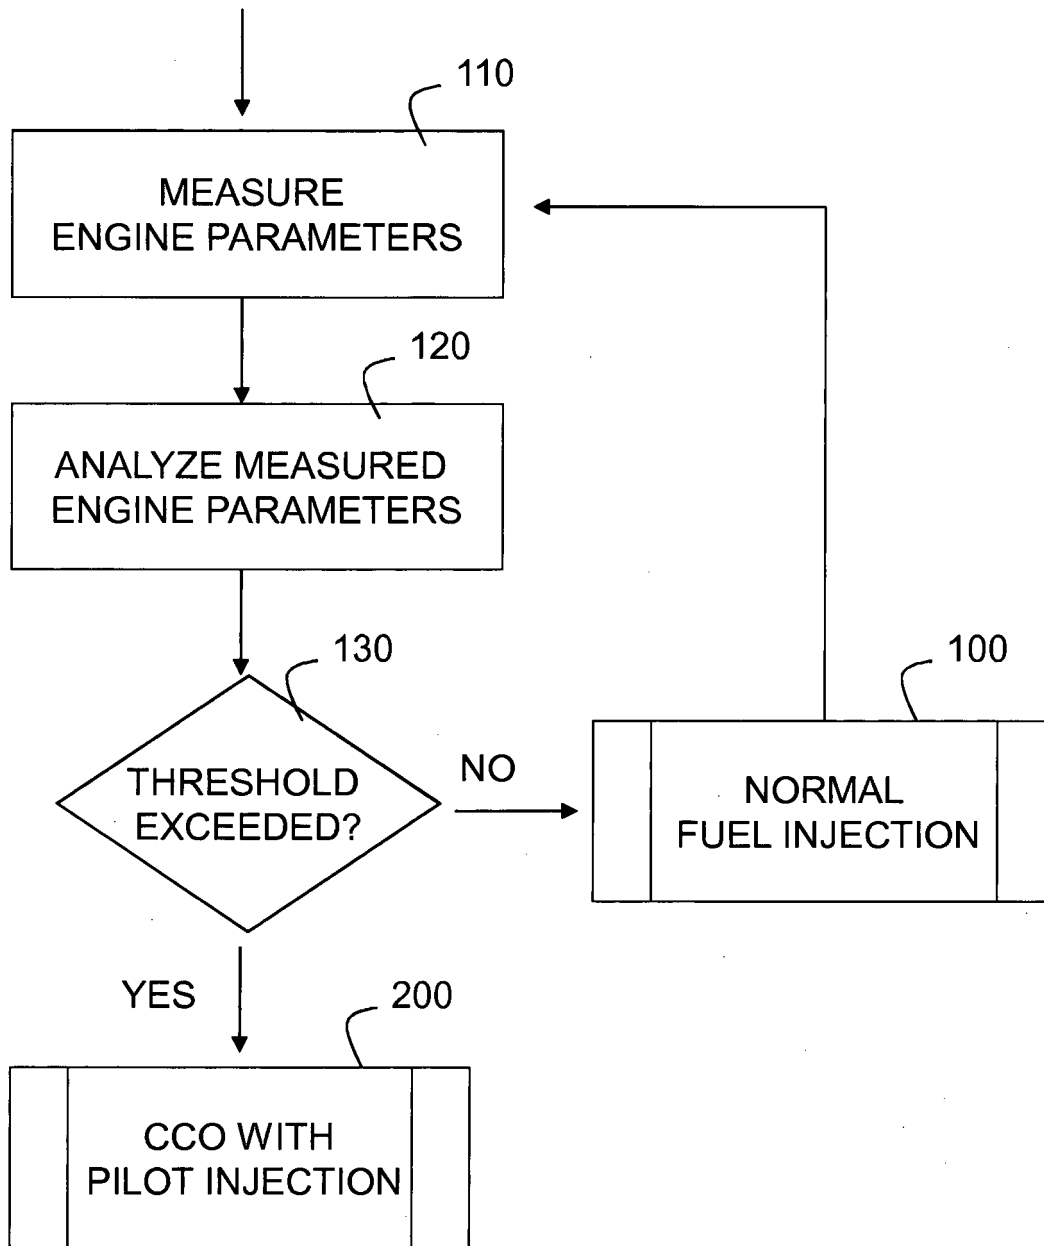 110
MEASURE
ENGINE PARAMETERS
120
ANALYZE MEASURED
ENGINE PARAMETERS
130
THRESHOLD
EXCEEDED?
NO
100
NORMAL
FUEL INJECTION
YES
200
CCO WITH
PILOT INJECTION